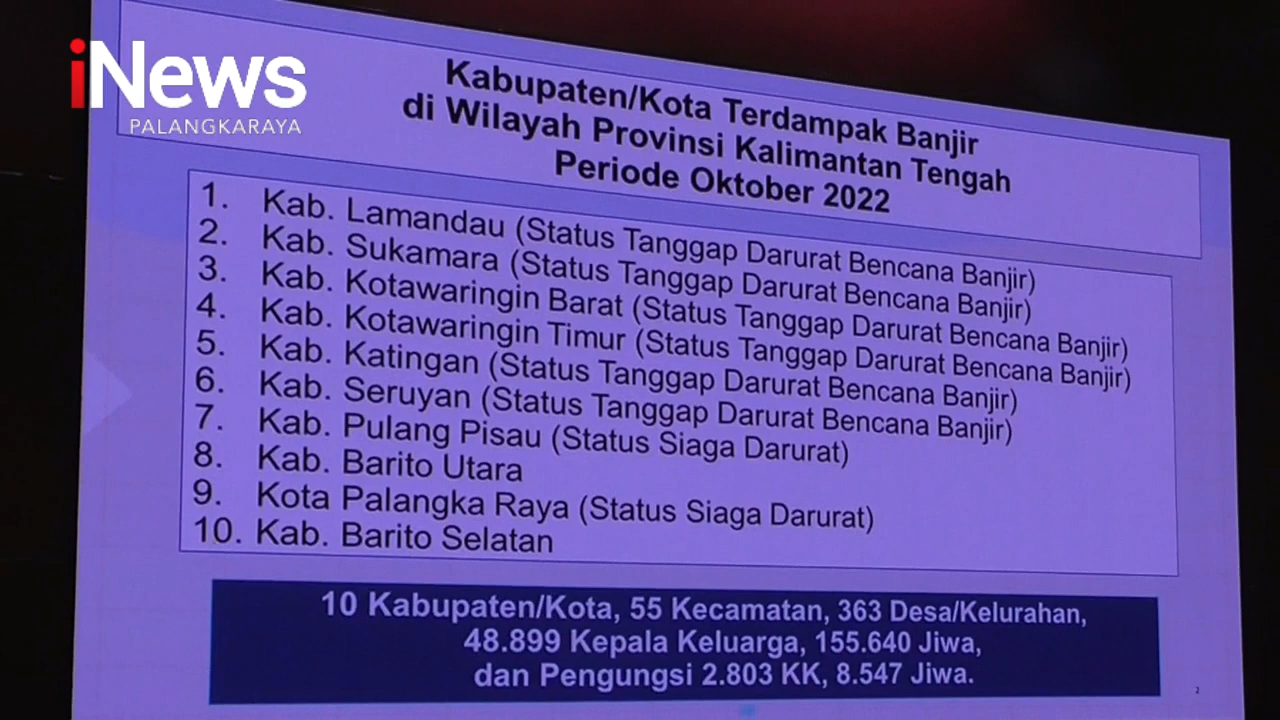 iNews
PALANGKARAYA
Kabupaten/Kota Terdampak Banjir
di Wilayah Provinsi Kalimantan Tengah
Periode Oktober 2022
1. Kab. Lamandau (Status Tanggap Darurat Bencana Banjir)
2. Kab. Sukamara (Status Tanggap Darurat Bencana Banjir)
3. Kab. Kotawaringin Barat (Status Tanggap Darurat Bencana Banjir)
4. Kab. Kotawaringin Timur (Status Tanggap Darurat Bencana Banjir)
5. Kab. Katingan (Status Tanggap Darurat Bencana Banjir)
6. Kab. Seruyan (Status Tanggap Darurat Bencana Banjir)
7. Kab. Pulang Pisau (Status Siaga Darurat)
8. Kab. Barito Utara
9. Kota Palangka Raya (Status Siaga Darurat)
10. Kab. Barito Selatan
10 Kabupaten/Kota, 55 Kecamatan, 363 Desa/Kelurahan,
48.899 Kepala Keluarga, 155.640 Jiwa,
dan Pengungsi 2.803 KK, 8.547 Jiwa.
2